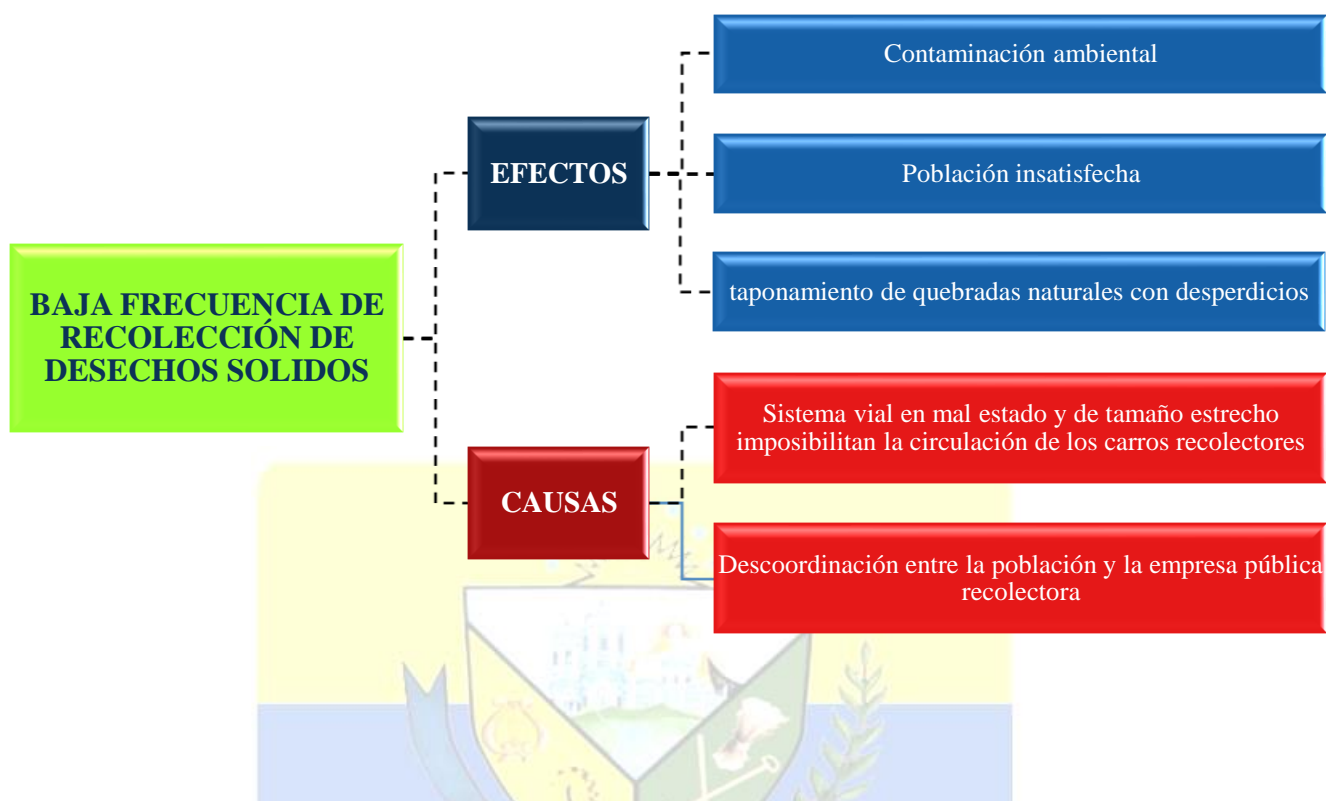 BAJA FRECUENCIA DE
RECOLECCIÓN DE
DESECHOS SOLIDOS
EFECTOS
Contaminación ambiental
Población insatisfecha
taponamiento de quebradas naturales con desperdicios
CAUSAS
Sistema vial en mal estado y de tamaño estrecho
imposibilitan la circulación de los carros recolectores
Descoordinación entre la población y la empresa pública
recolectora